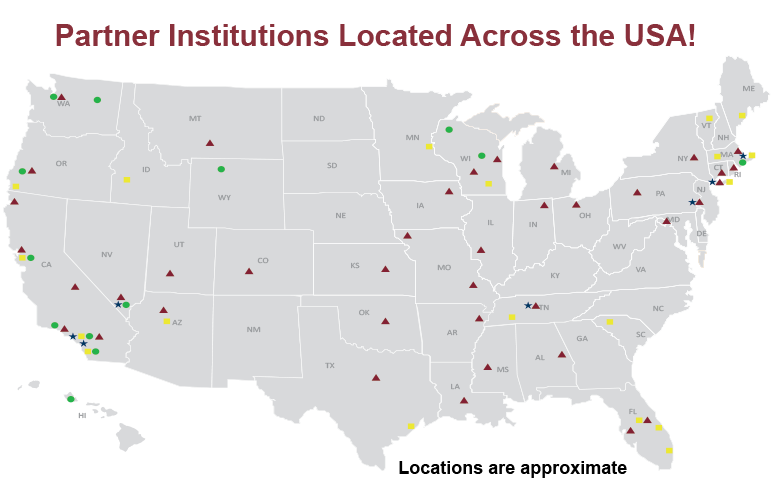 Partner Institutions Located Across the USA!
WA
MT
ND
MN
ME
VT
NH
OR
ID
SD
WI
MI
NY
MA
CT
RI
WY
IA
PA
NJ
NE
NV
UT
CO
IL
IN
OH
MD
DE
CA
KS
MO
KY
WV
VA
AZ
NM
OK
AR
TN
NC
SC
TX
LA
MS
AL
GA
FL
HI
Locations are approximate